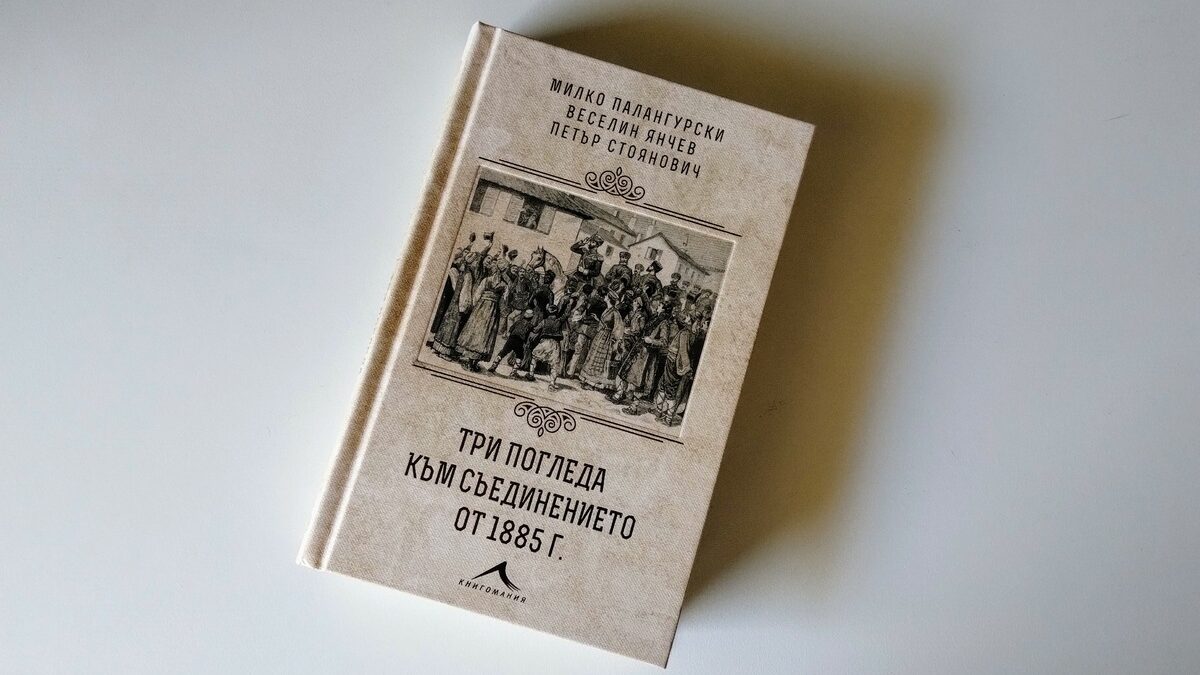 МИЛКО ПАЛАНГУРСКИ
ВЕСЕЛИН ЯНЧЕВ
ПЕТЪР СТОЯНОВИЧ
ТРИ ПОГЛЕДА
КЪМ СЪЕДИНЕНИЕТО
ОТ 1885 Г.
КНИГОМАНИЯ